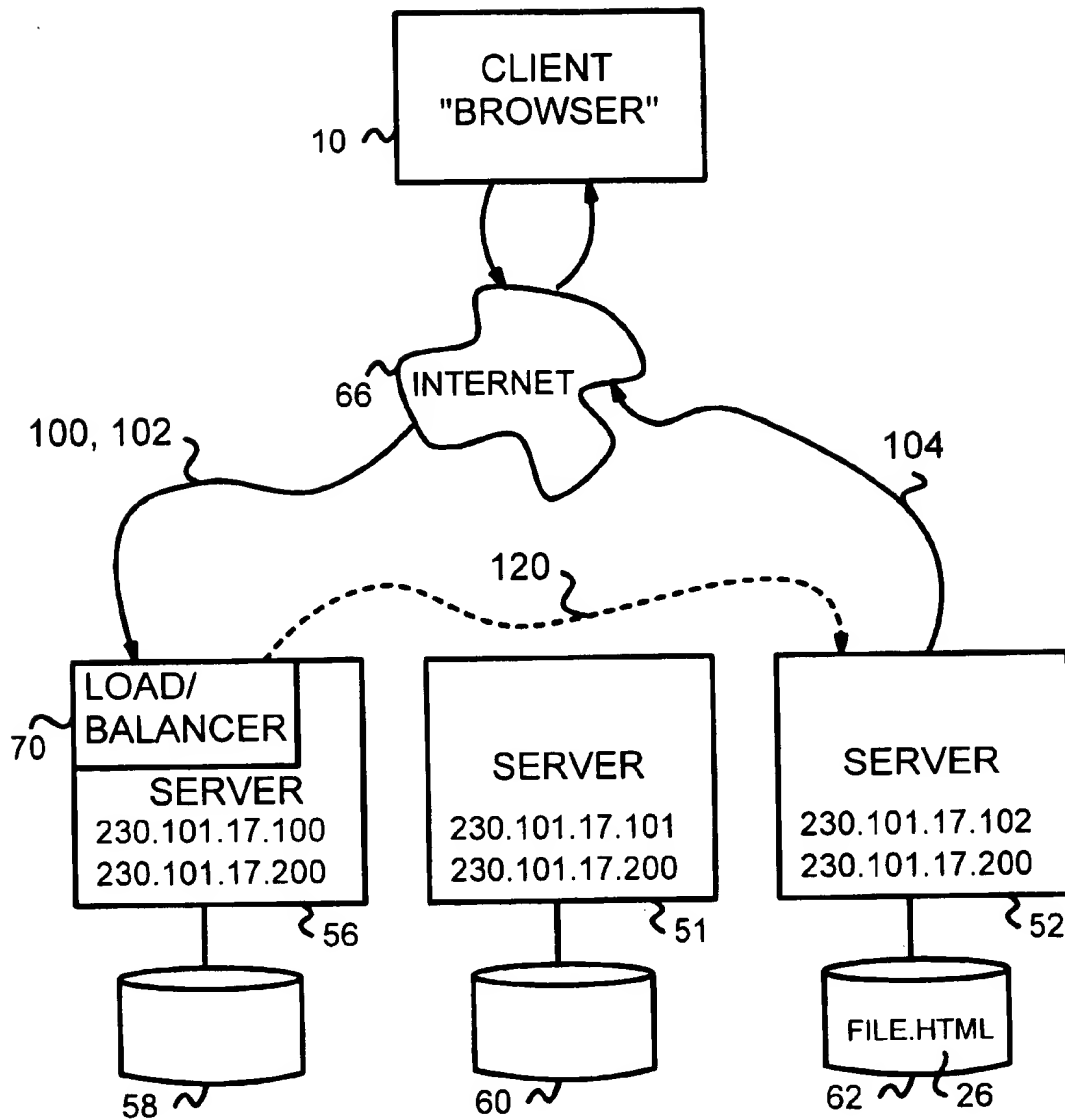 CLIENT
"BROWSER"
10
66
INTERNET
100, 102
104
120
LOAD/
BALANCER
70
SERVER
230.101.17.100
230.101.17.200
56
SERVER
230.101.17.101
230.101.17.200
51
SERVER
230.101.17.102
230.101.17.200
52
58
60
FILE.HTML
62
26